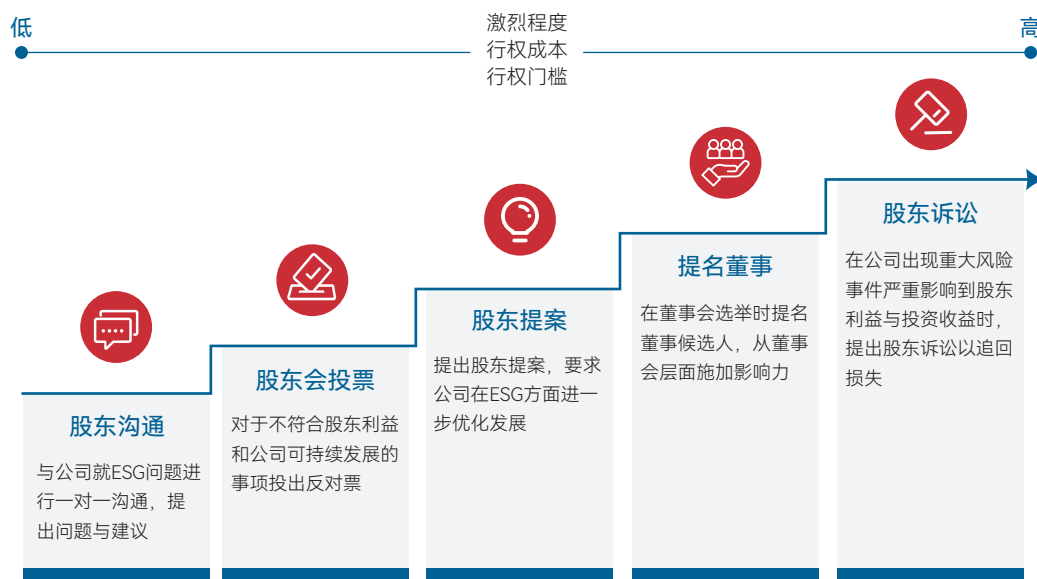 低
激烈程度
行权成本
行权门槛
高
股东沟通
与公司就ESG问题进
行一对一沟通，提
出问题与建议
股东会投票
对于不符合股东利益
和公司可持续发展的
事项投出反对票
股东提案
提出股东提案，要求
公司在ESG方面进一
步优化发展
提名董事
在董事会选举时提名
董事候选人，从董事
会层面施加影响力
股东诉讼
在公司出现重大风险
事件严重影响到股东
利益与投资收益时，
提出股东诉讼以追回
损失